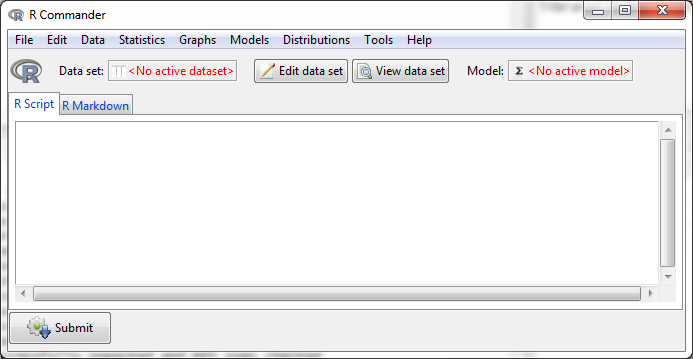 R Commander
File Edit Data Statistics Graphs Models Distributions Tools Help
R Data set: <No active dataset> Edit data set View data set Model: Σ <No active model>
R Script R Markdown
Submit